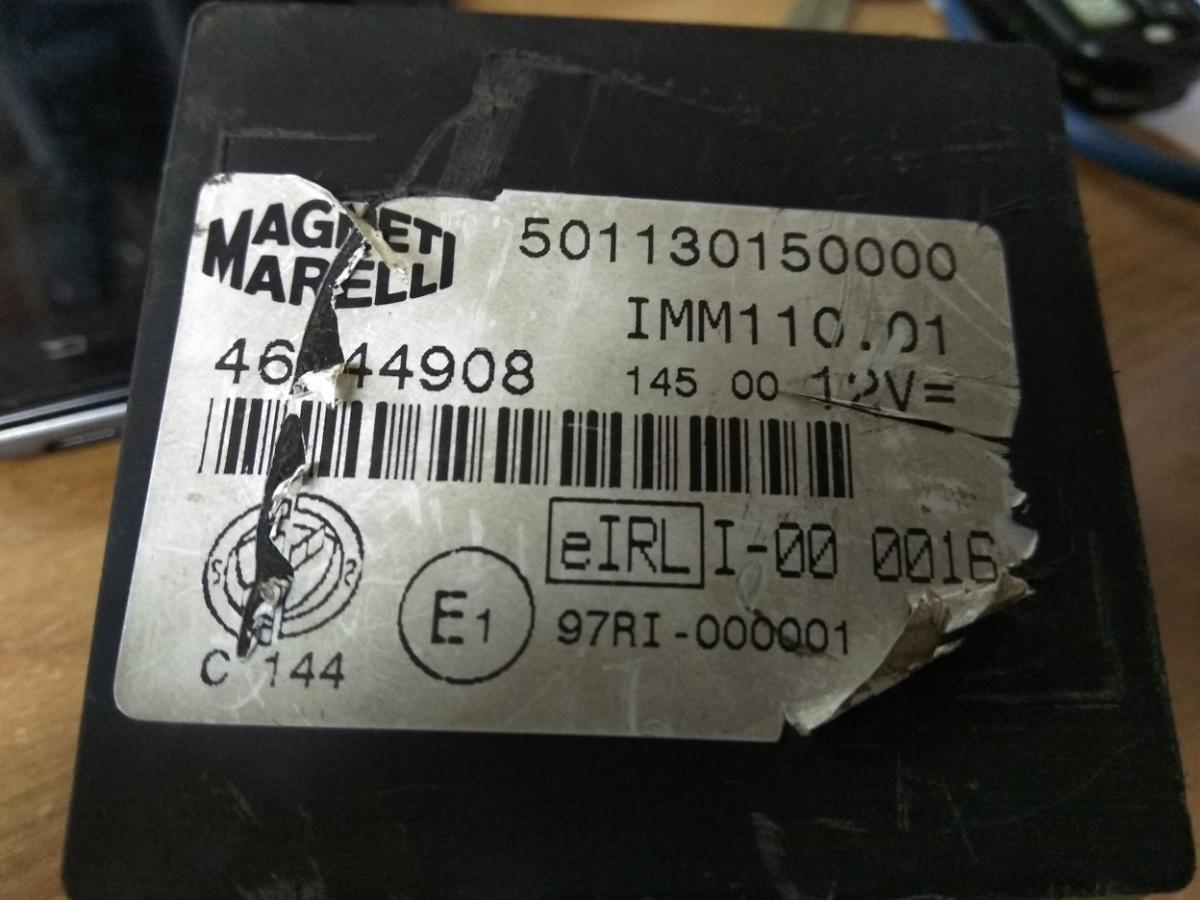 MAGNETI
MARELLI
501130150000
IMM110.01
145 00 12V=
eIRL I-00 0016
E1
97RI-000001
C 144